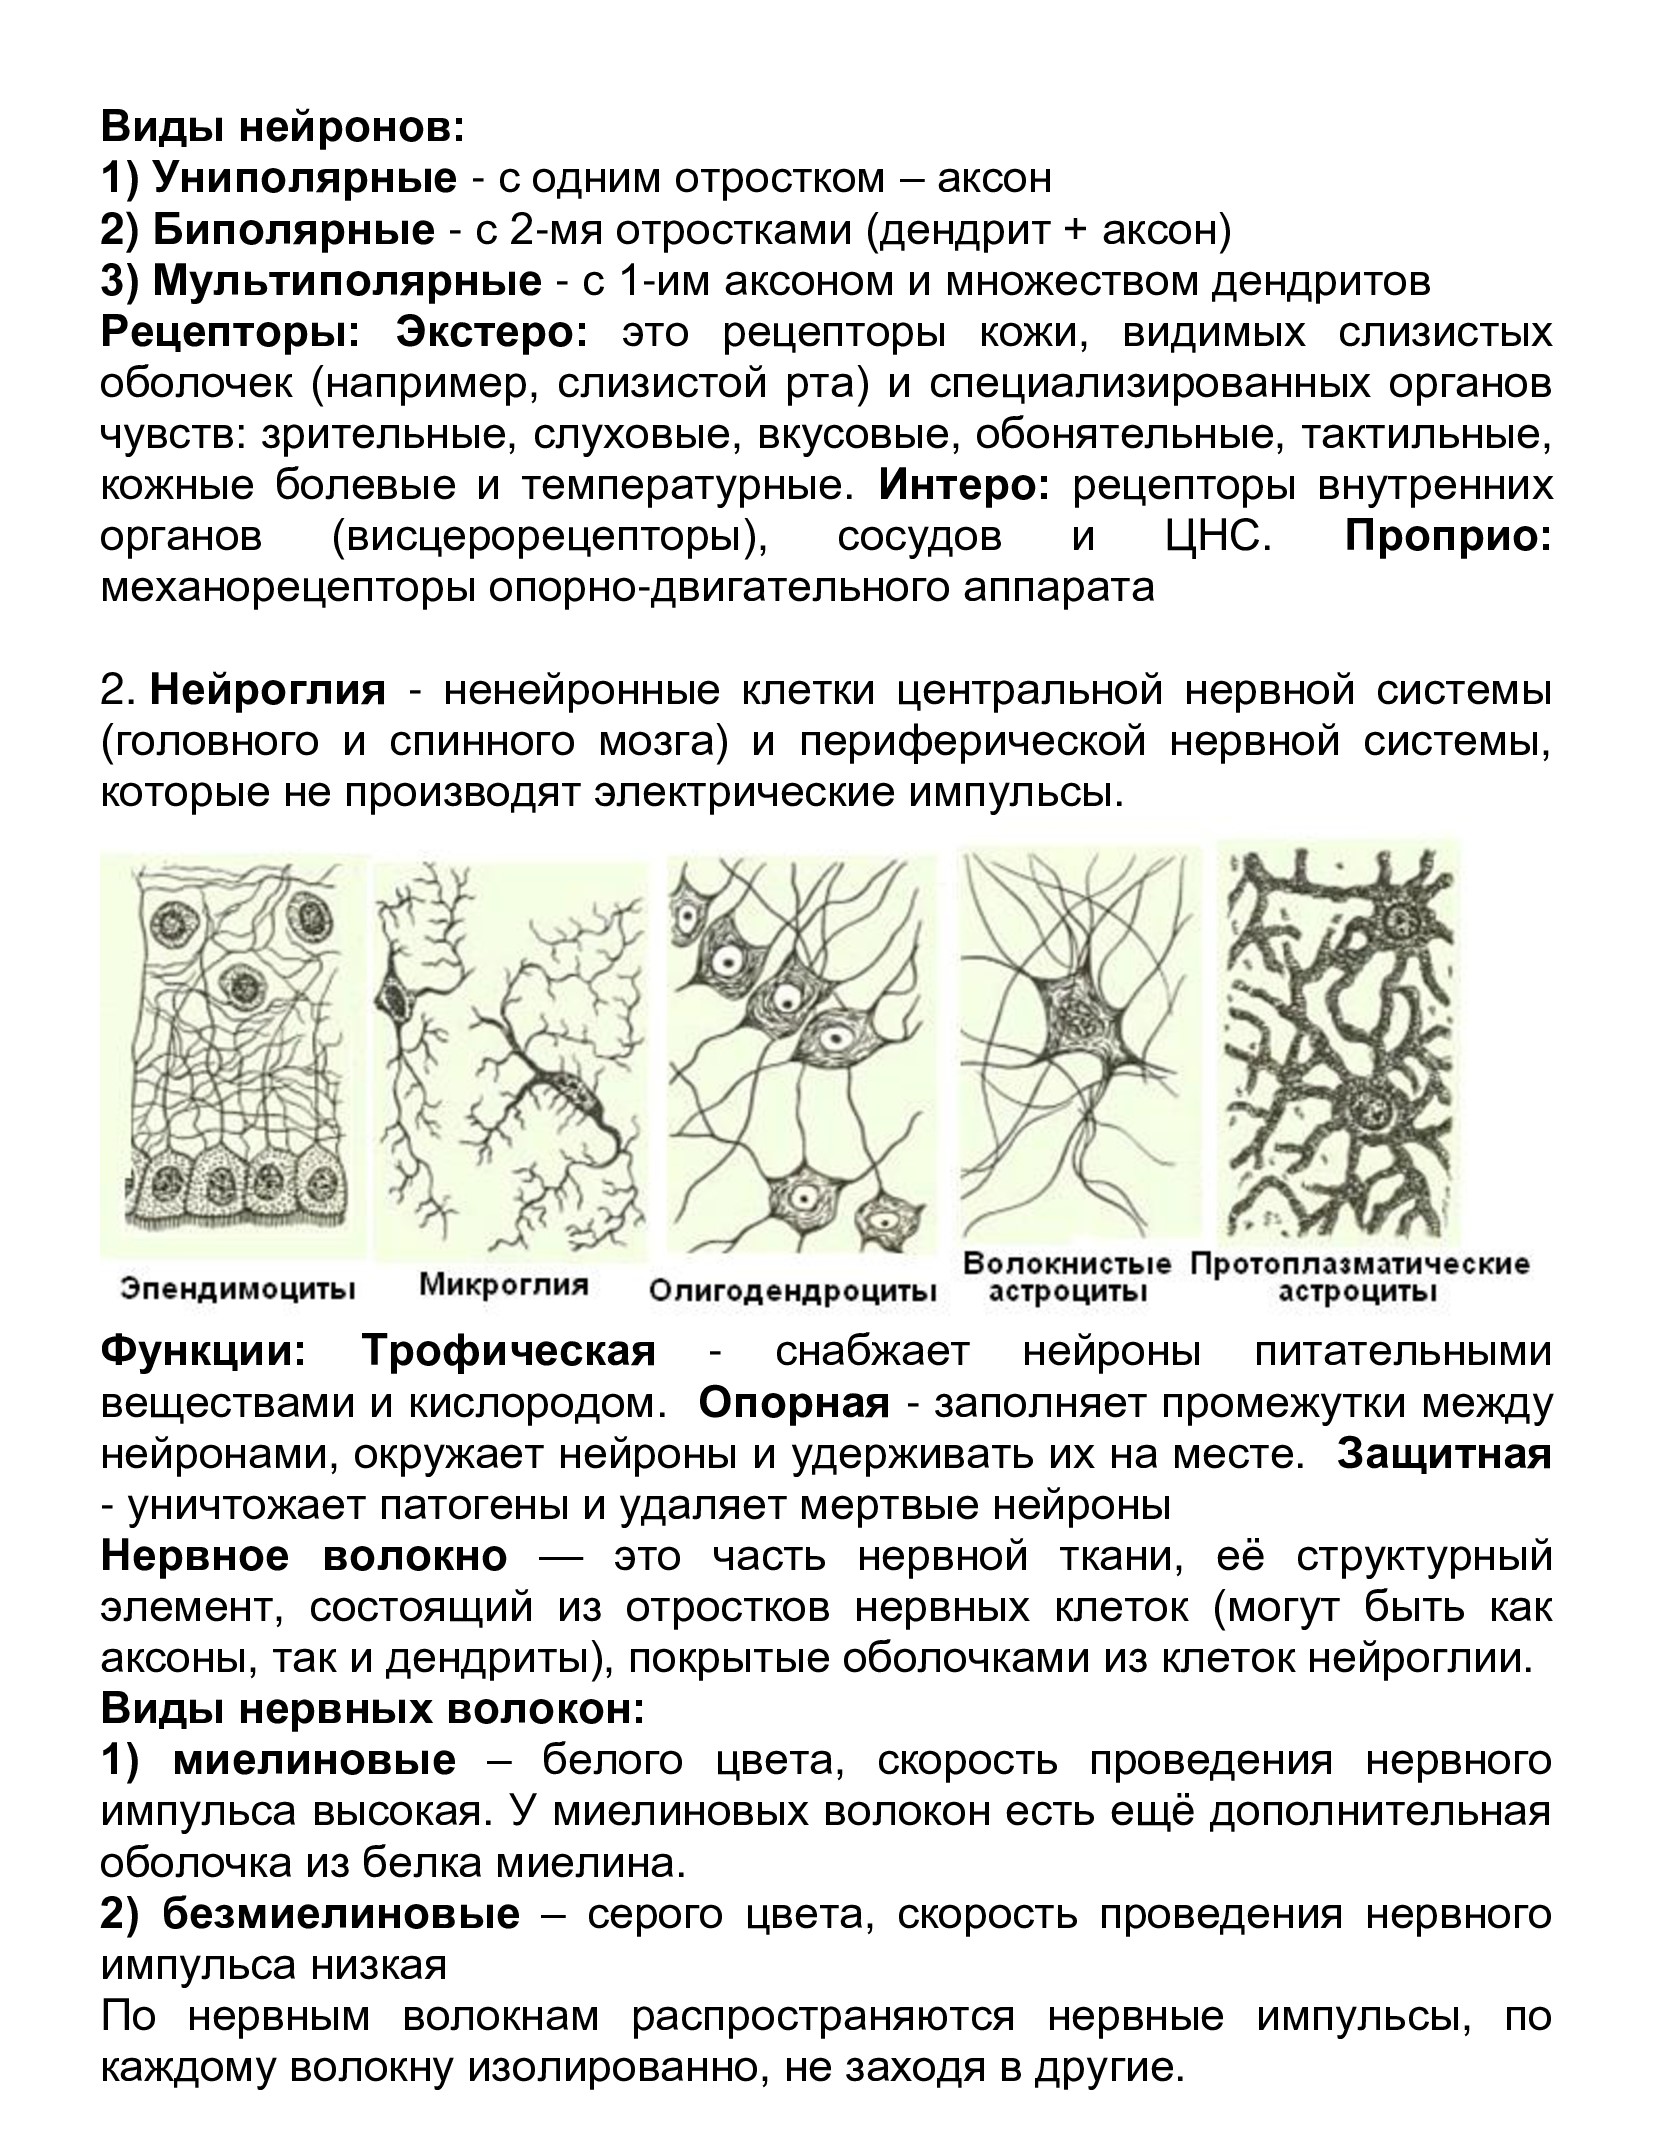 Виды нейронов:
1) Униполярные - с одним отростком – аксон
2) Биполярные - с 2-мя отростками (дендрит + аксон)
3) Мультиполярные - с 1-им аксоном и множеством дендритов
Рецепторы: Экстеро: это рецепторы кожи, видимых слизистых
оболочек (например, слизистой рта) и специализированных органов
чувств: зрительные, слуховые, вкусовые, обонятельные, тактильные,
кожные болевые и температурные. Интеро: рецепторы внутренних
органов (висцерорецепторы), сосудов и ЦНС. Проприо:
механорецепторы опорно-двигательного аппарата
2. Нейроглия - ненейронные клетки центральной нервной системы
(головного и спинного мозга) и периферической нервной системы,
которые не производят электрические импульсы.
Эпендимоциты
Микроглия
Олигодендроциты
Волокнистые
астроциты
Протоплазматические
астроциты
Функции: Трофическая - снабжает нейроны питательными
веществами и кислородом. Опорная - заполняет промежутки между
нейронами, окружает нейроны и удерживать их на месте. Защитная
- уничтожает патогены и удаляет мертвые нейроны
Нервное волокно — это часть нервной ткани, её структурный
элемент, состоящий из отростков нервных клеток (могут быть как
аксоны, так и дендриты), покрытые оболочками из клеток нейроглии.
Виды нервных волокон:
1) миелиновые – белого цвета, скорость проведения нервного
импульса высокая. У миелиновых волокон есть ещё дополнительная
оболочка из белка миелина.
2) безмиелиновые – серого цвета, скорость проведения нервного
импульса низкая
По нервным волокнам распространяются нервные импульсы, по
каждому волокну изолированно, не заходя в другие.